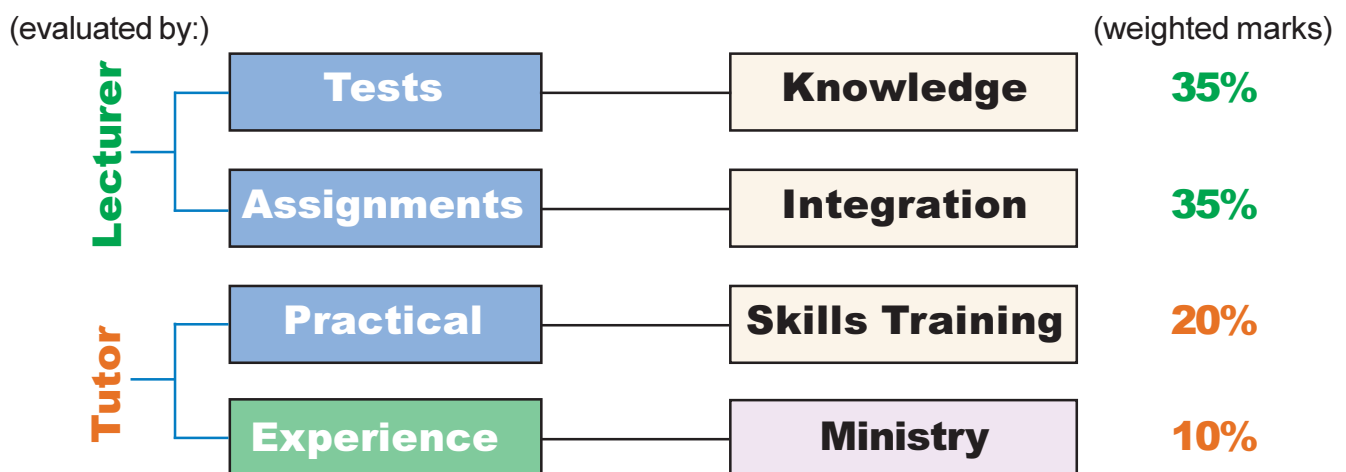 (evaluated by:) (weighted marks)
Lecturer
Tests Knowledge 35%
Assignments Integration 35%
Tutor
Practical Skills Training 20%
Experience Ministry 10%